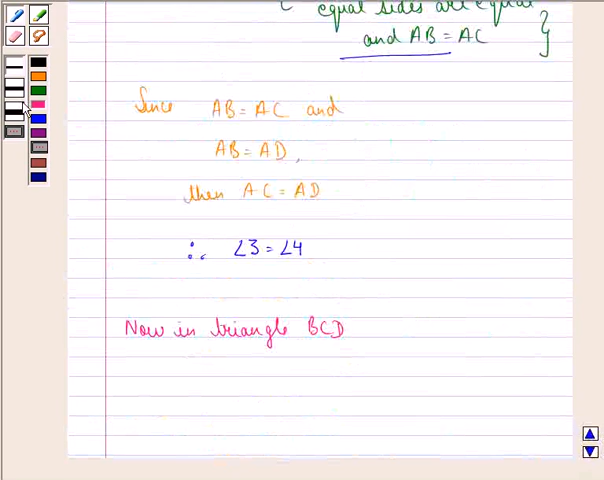 { equal sides are equal
and AB = AC }
Since AB = AC and
AB = AD,
then AC = AD
∴ ∠3 = ∠4
Now in triangle BCD